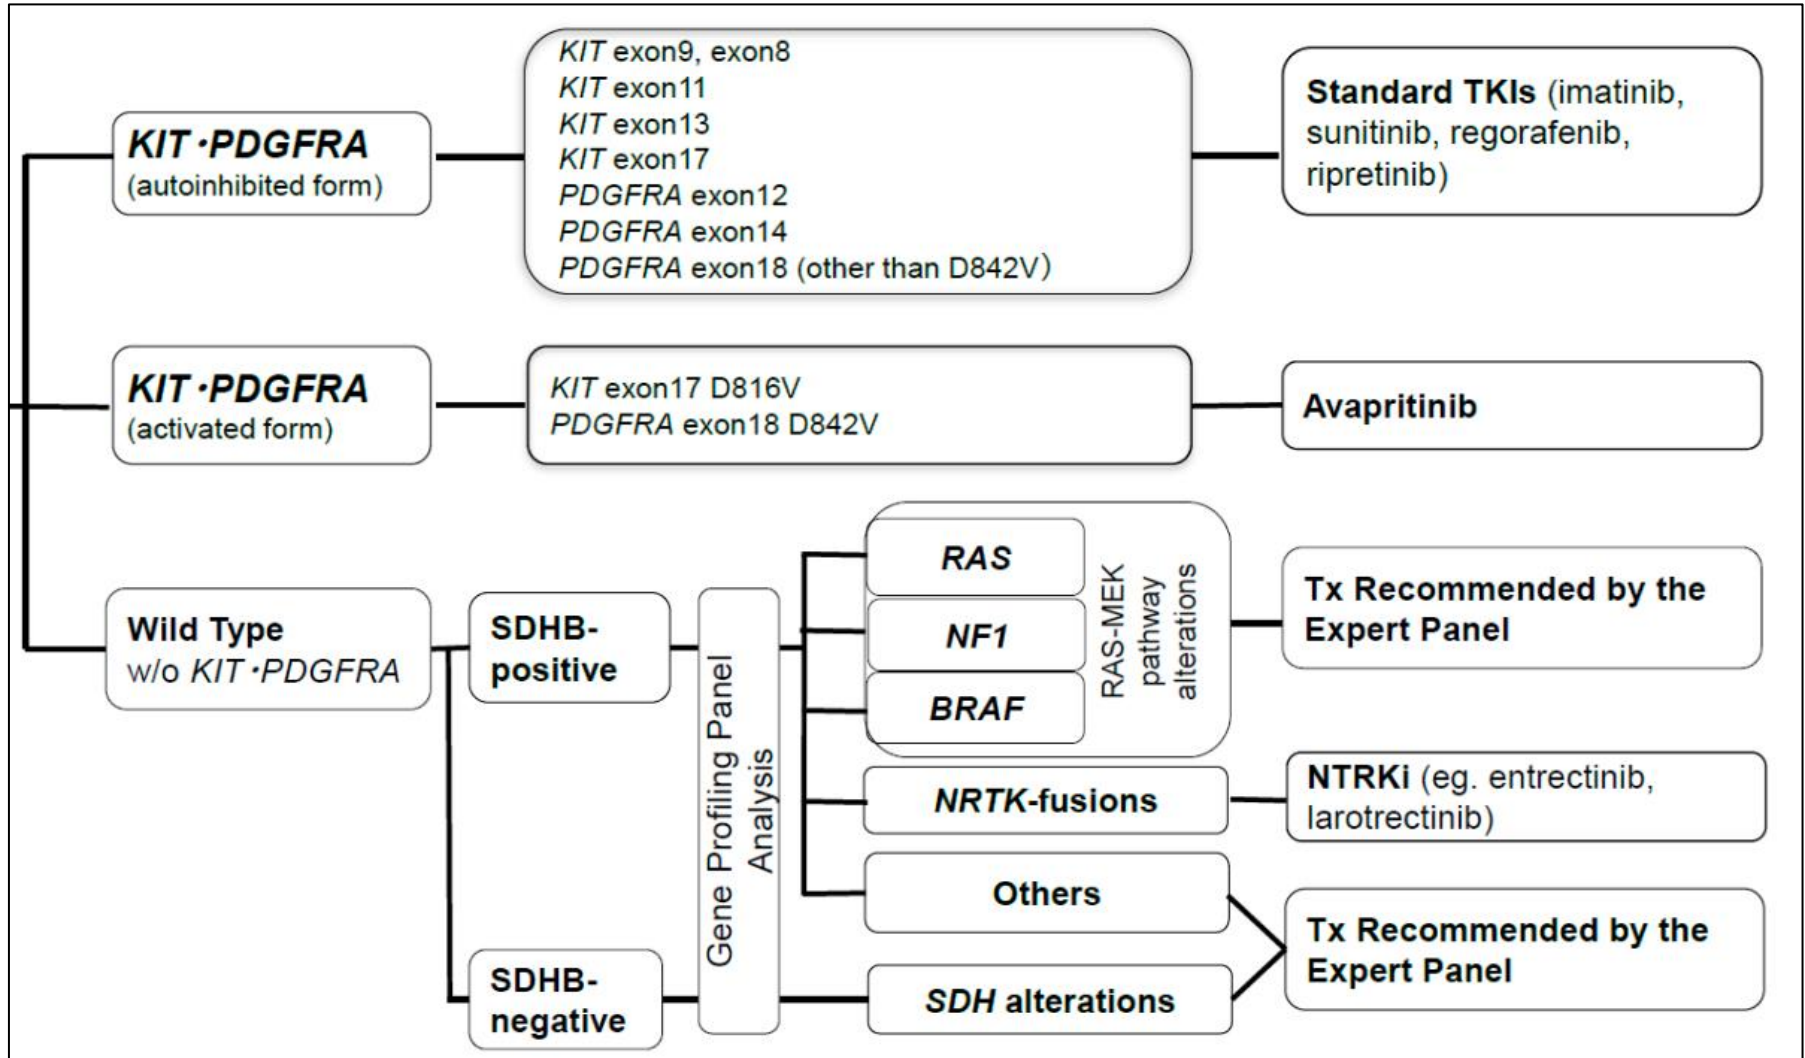 KIT・PDGFRA
(autoinhibited form)
KIT exon9, exon8
KIT exon11
KIT exon13
KIT exon17
PDGFRA exon12
PDGFRA exon14
PDGFRA exon18 (other than D842V)
Standard TKIs (imatinib,
sunitinib, regorafenib,
ripretinib)
KIT・PDGFRA
(activated form)
KIT exon17 D816V
PDGFRA exon18 D842V
Avapritinib
Wild Type
w/o KIT・PDGFRA
SDHB-
positive
SDHB-
negative
Gene Profiling Panel
Analysis
RAS
NF1
BRAF
RAS-MEK
pathway
alterations
Tx Recommended by the
Expert Panel
NRTK-fusions
NTRKi (eg. entrectinib,
larotrectinib)
Others
SDH alterations
Tx Recommended by the
Expert Panel